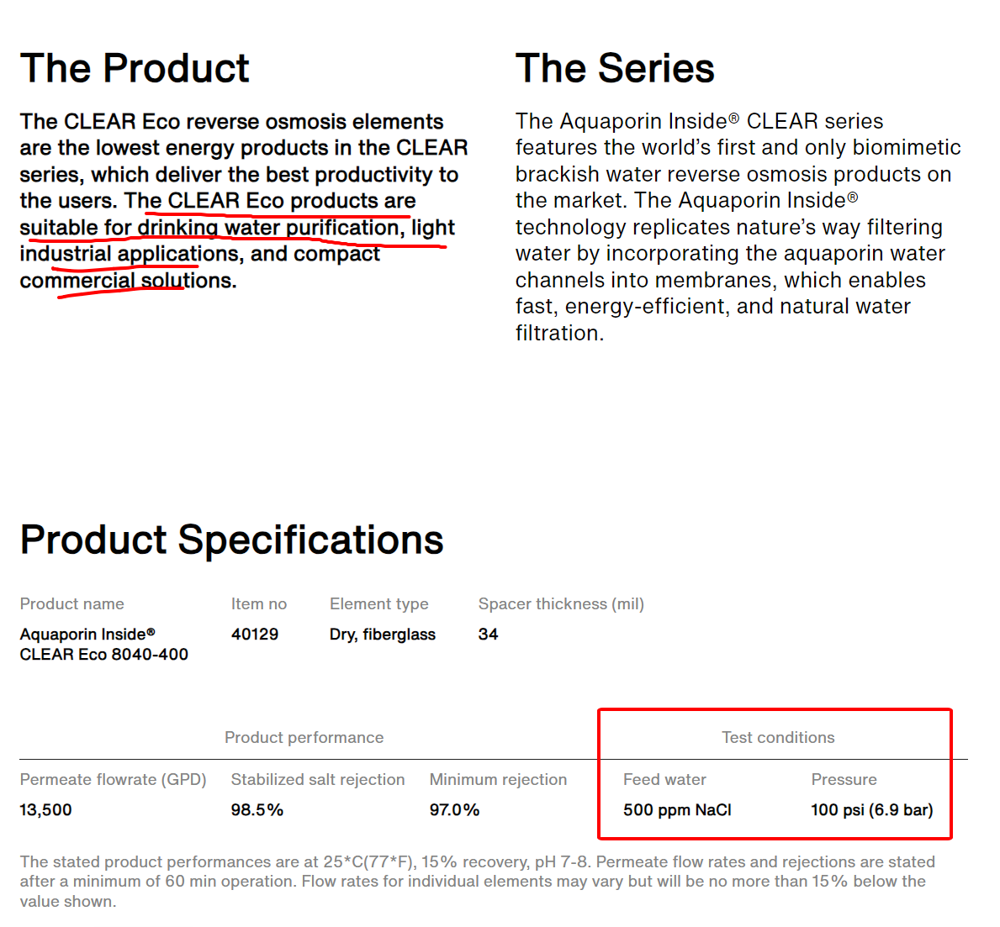 The Product
The CLEAR Eco reverse osmosis elements
are the lowest energy products in the CLEAR
series, which deliver the best productivity to
the users. The CLEAR Eco products are
suitable for drinking water purification, light
industrial applications, and compact
commercial solutions.
The Series
The Aquaporin Inside® CLEAR series
features the world’s first and only biomimetic
brackish water reverse osmosis products on
the market. The Aquaporin Inside®
technology replicates nature’s way filtering
water by incorporating the aquaporin water
channels into membranes, which enables
fast, energy-efficient, and natural water
filtration.
Product Specifications
Product name Item no Element type Spacer thickness (mil)
Aquaporin Inside® 40129 Dry, fiberglass 34
CLEAR Eco 8040-400
Product performance Test conditions
Permeate flowrate (GPD) Stabilized salt rejection Minimum rejection Feed water Pressure
13,500 98.5% 97.0% 500 ppm NaCl 100 psi (6.9 bar)
The stated product performances are at 25*C(77*F), 15% recovery, pH 7-8. Permeate flow rates and rejections are stated
after a minimum of 60 min operation. Flow rates for individual elements may vary but will be no more than 15% below the
value shown.